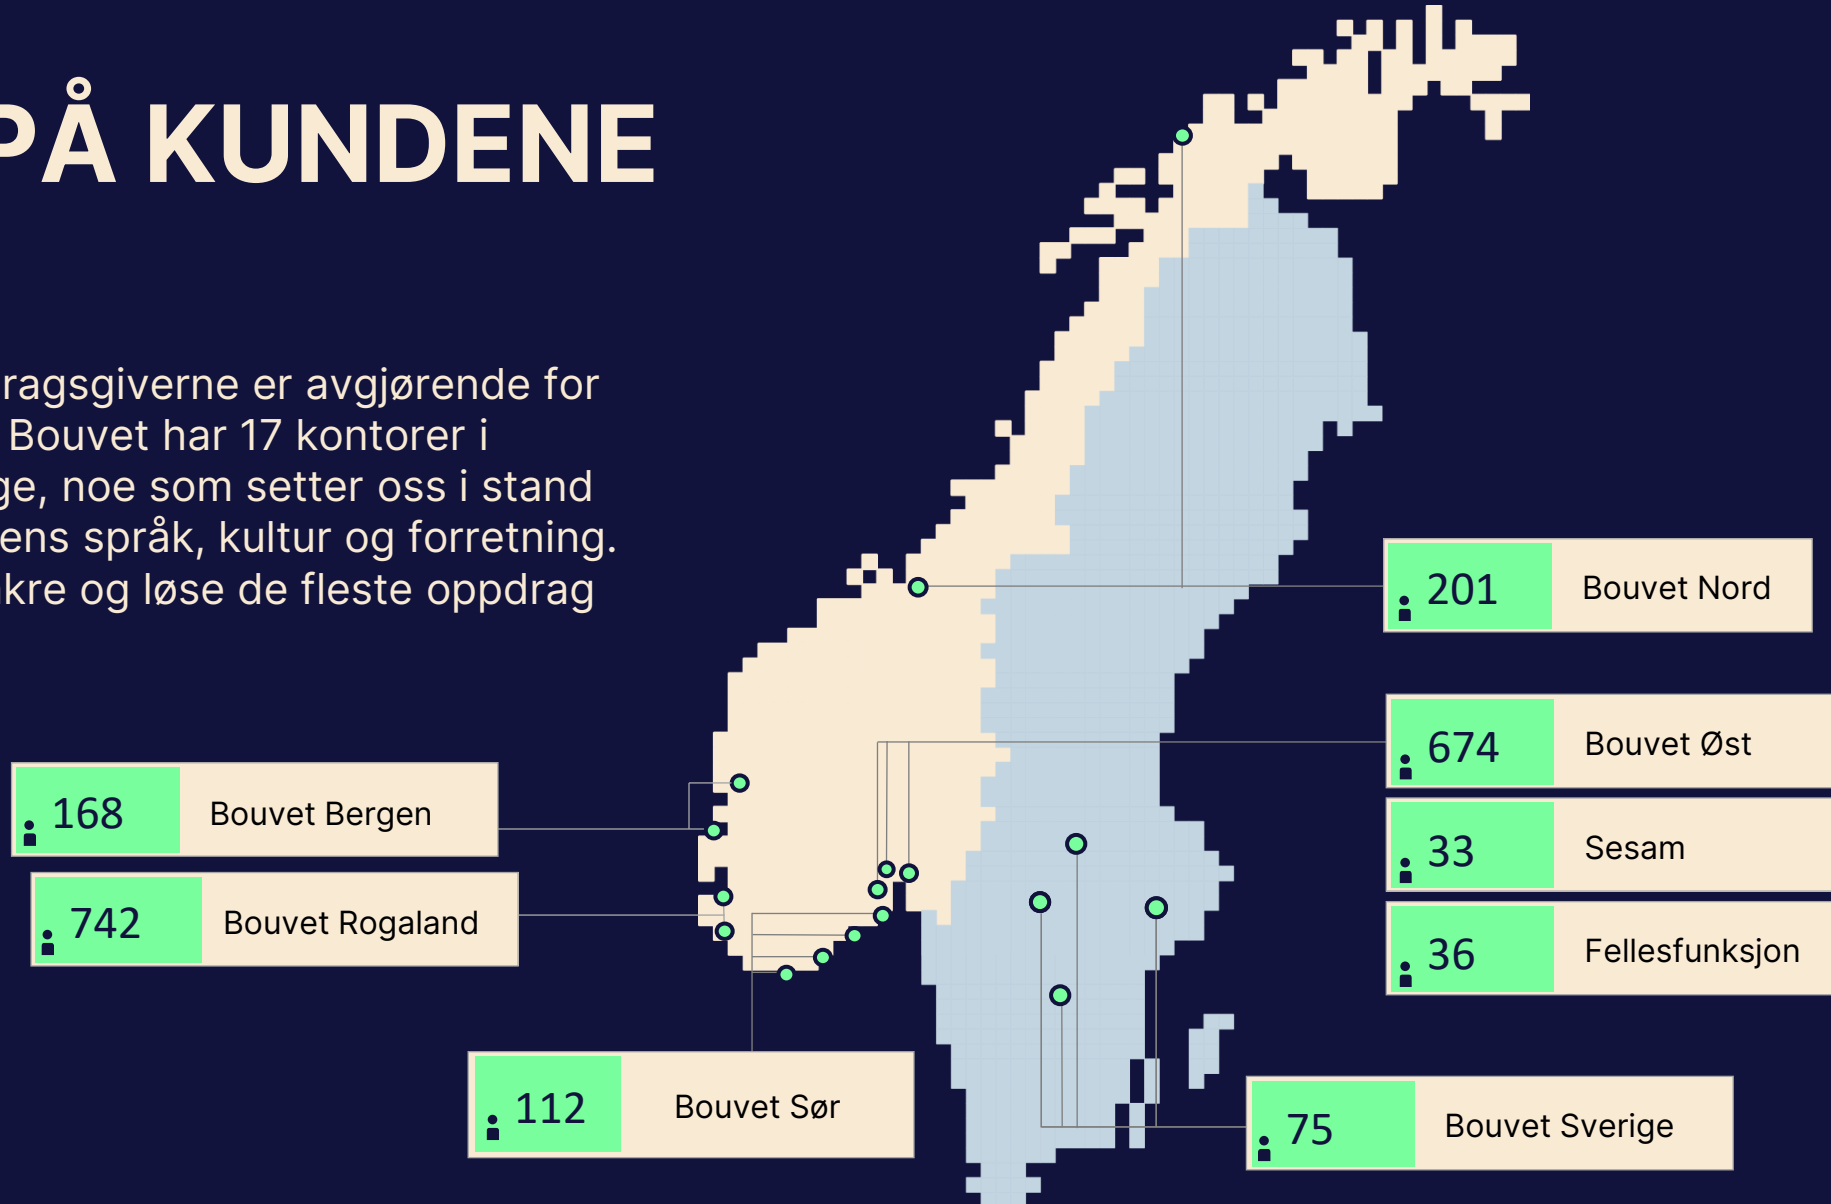 PÅ KUNDENE
ragsgiverne er avgjørende for
Bouvet har 17 kontorer i
ge, noe som setter oss i stand
ens språk, kultur og forretning.
kre og løse de fleste oppdrag
201 Bouvet Nord
674 Bouvet Øst
168 Bouvet Bergen
33 Sesam
742 Bouvet Rogaland
36 Fellesfunksjon
112 Bouvet Sør
75 Bouvet Sverige